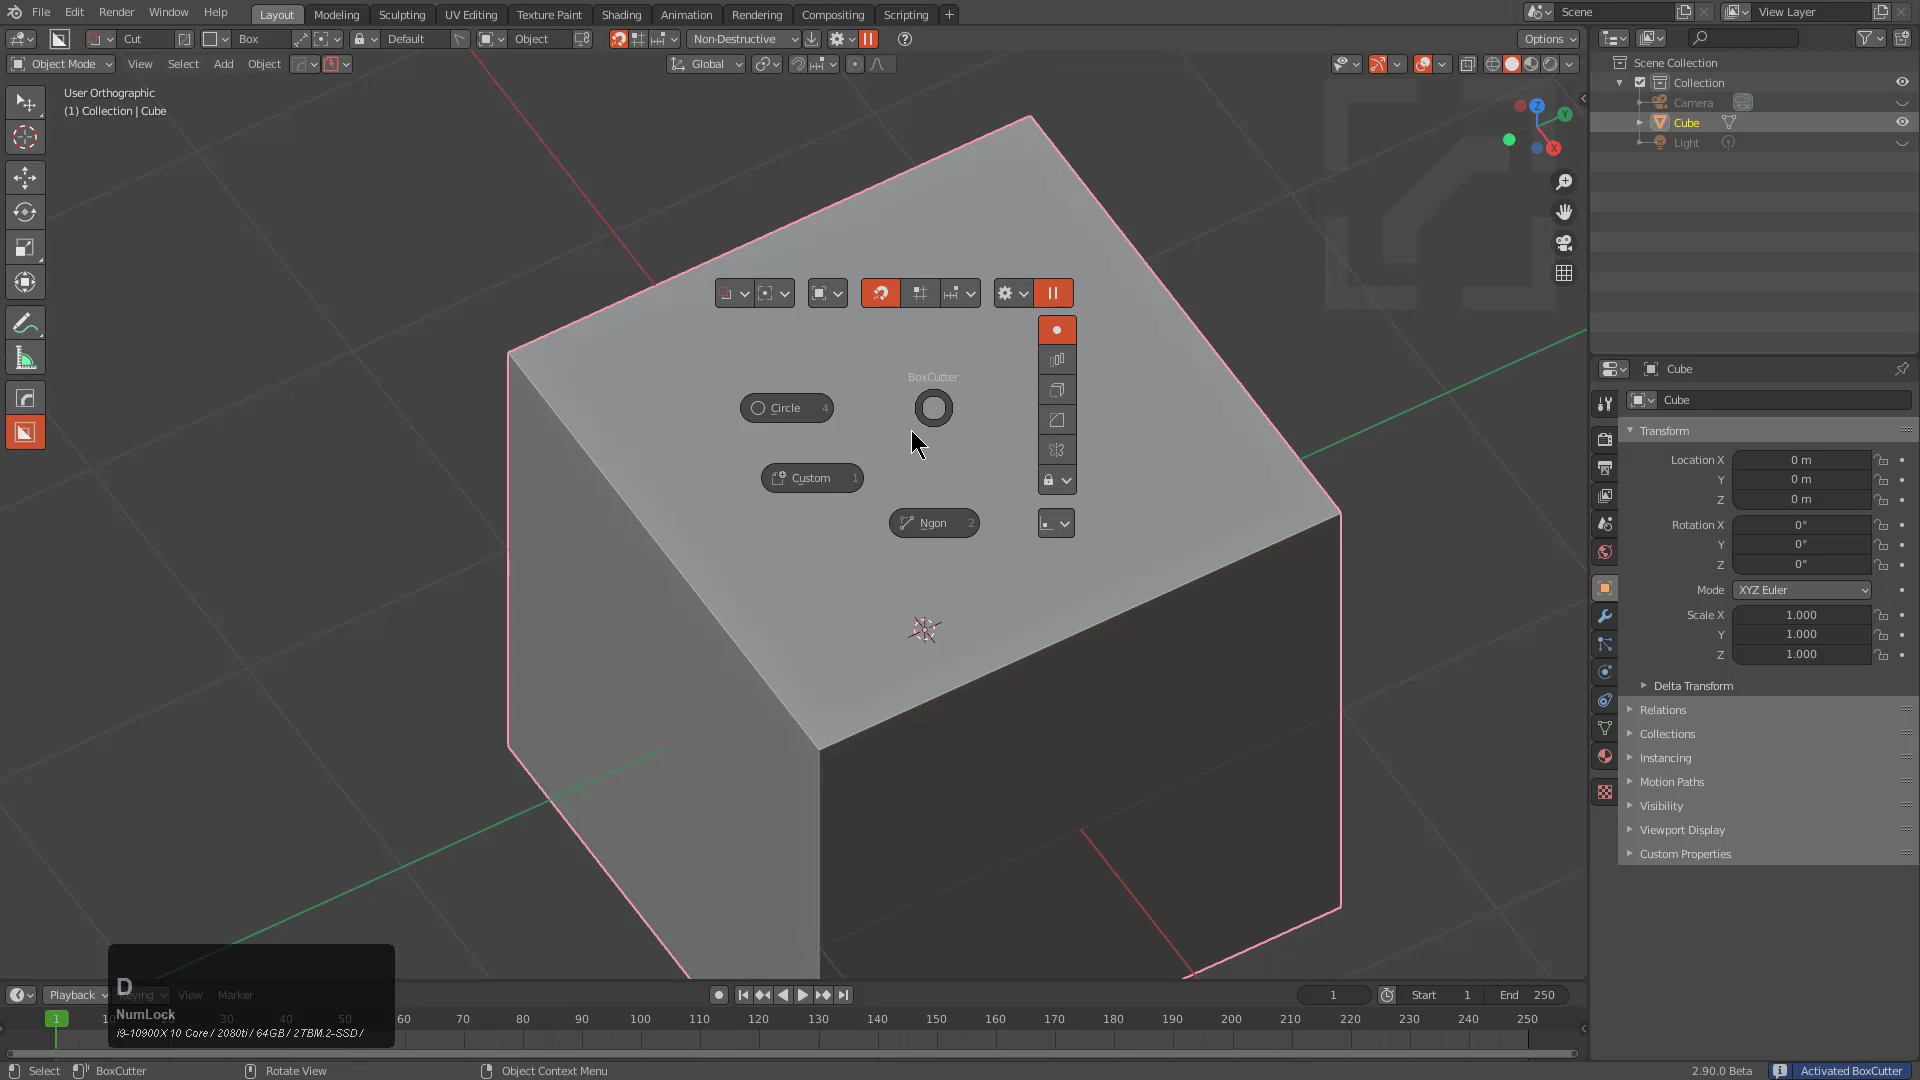 File Edit Render Window Help Layout Modeling Sculpting UV Editing Texture Paint Shading Animation Rendering Compositing Scripting + Scene View Layer
Cut Box Default Object Non-Destructive Options
Object Mode View Select Add Object Global
User Orthographic
(1) Collection | Cube
Z
Y
X
Scene Collection
Collection
Camera
Cube
Light
BoxCutter
Circle 4
Custom 1
Ngon 2
Cube
Cube
Transform
Location X 0 m
Y 0 m
Z 0 m
Rotation X 0°
Y 0°
Z 0°
Mode XYZ Euler
Scale X 1.000
Y 1.000
Z 1.000
Delta Transform
Relations
Collections
Instancing
Motion Paths
Visibility
Viewport Display
Custom Properties
D
NumLock
i9-10900X 10 Core / 2080ti / 64GB / 2TBM.2-SSD /
Playback Keying View Marker 1 Start 1 End 250
1 30 40 50 60 70 80 90 100 110 120 130 140 150 160 170 180 190 200 210 220 230 240 250
Select BoxCutter Rotate View Object Context Menu 2.90.0 Beta Activated BoxCutter